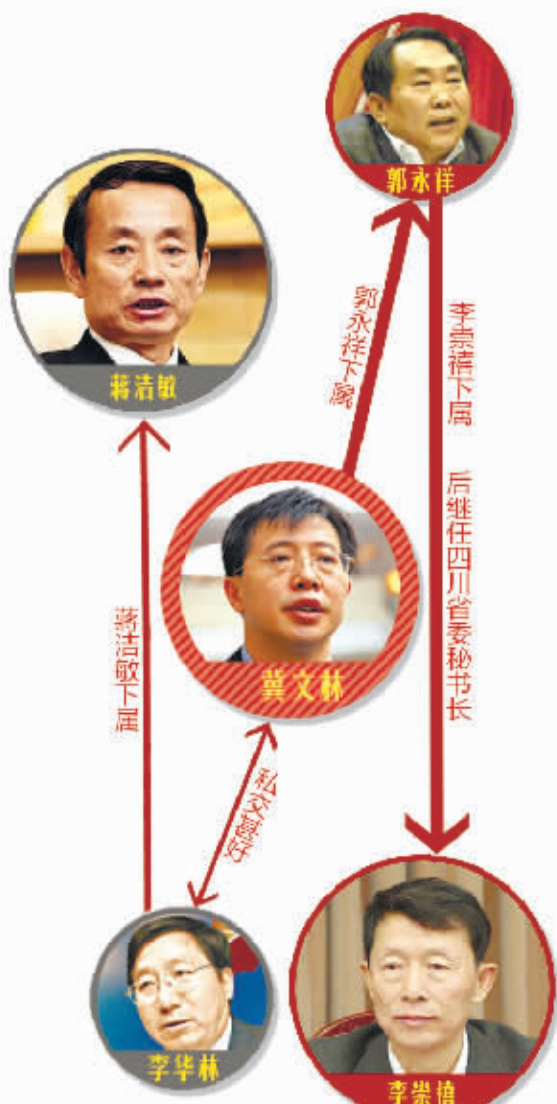 郭永祥
蒋洁敏
郭永祥下属
李崇禧下属
后继任四川省委秘书长
冀文林
蒋洁敏下属
私交甚好
李华林
李崇禧